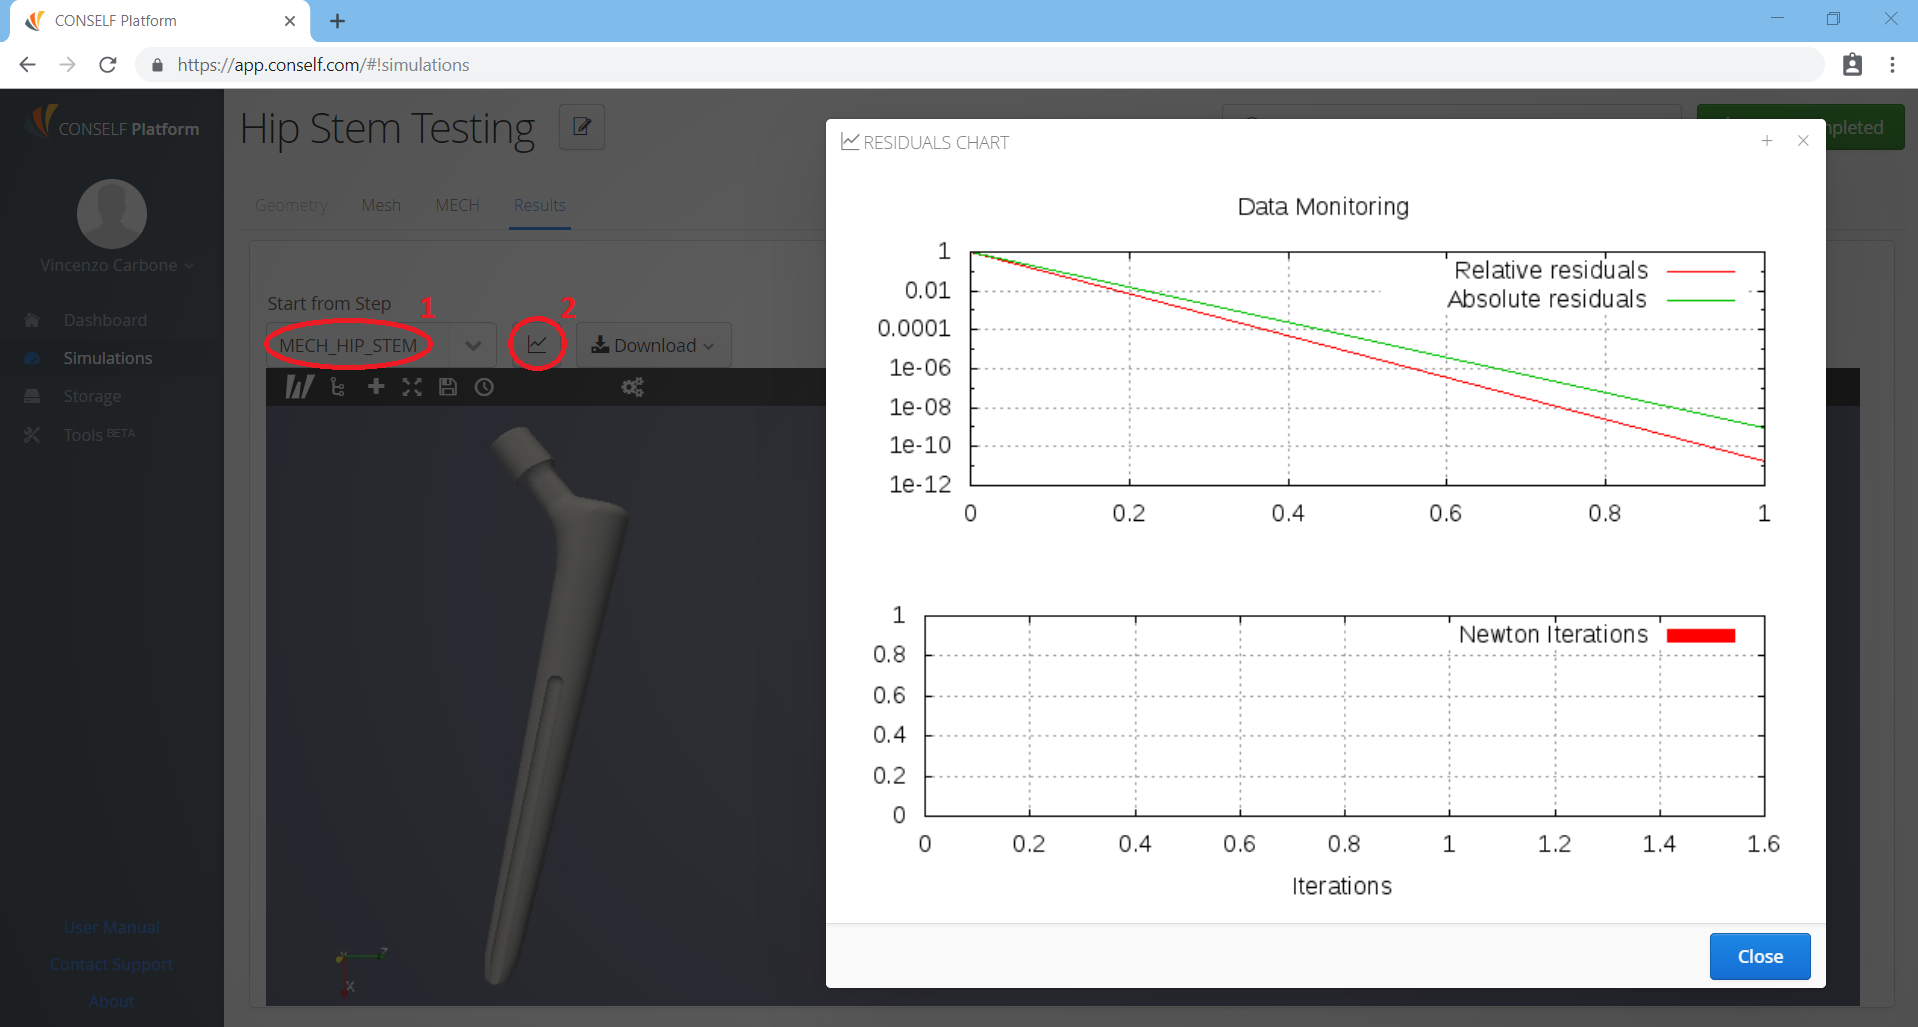 CONSELF Platform
https://app.conself.com/#!simulations
CONSELF Platform
Hip Stem Testing
pleted
Vincenzo Carbone
Dashboard
Simulations
Storage
Tools BETA
User Manual
Contact Support
About
Geometry Mesh MECH Results
Start from Step
1
2
MECH_HIP_STEM
Download
Z
X
RESIDUALS CHART
Data Monitoring
Relative residuals
Absolute residuals
1
0.01
0.0001
1e-06
1e-08
1e-10
1e-12
0 0.2 0.4 0.6 0.8 1
Newton Iterations
1
0.8
0.6
0.4
0.2
0
0 0.2 0.4 0.6 0.8 1 1.2 1.4 1.6
Iterations
Close